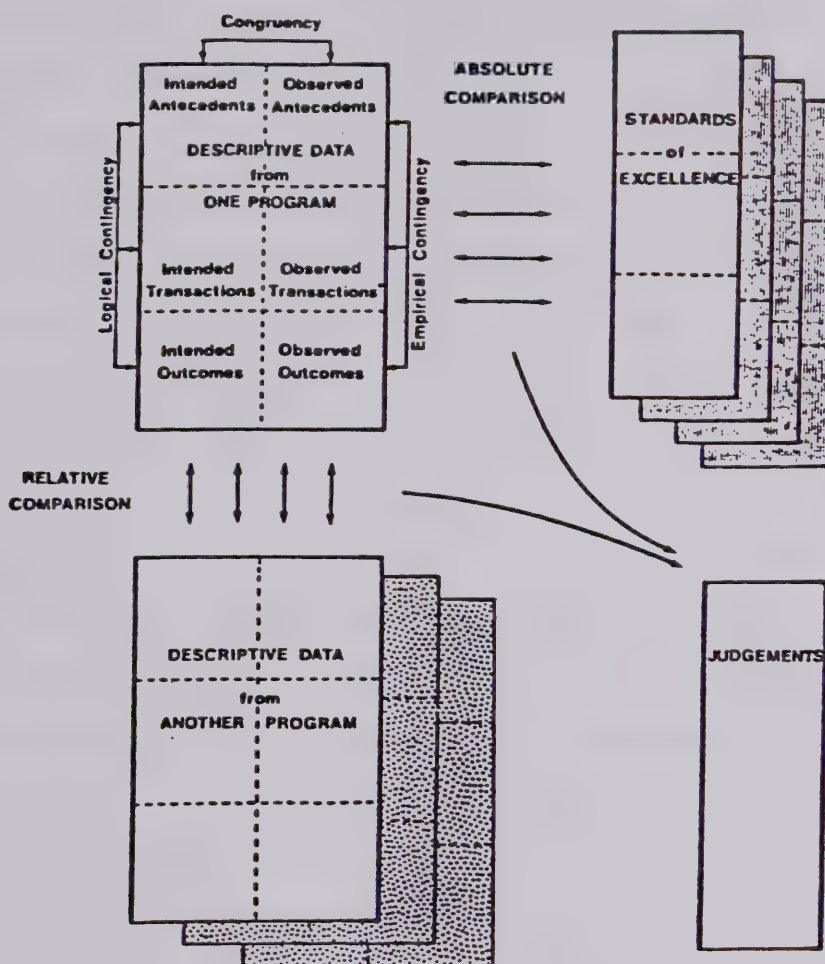 Congruency
Intended Observed
Antecedents Antecedents
DESCRIPTIVE DATA
from
ONE PROGRAM
Intended Observed
Transactions Transactions
Intended Observed
Outcomes Outcomes
Logical Contingency
Empirical Contingency
ABSOLUTE
COMPARISON
STANDARDS
of
EXCELLENCE
RELATIVE
COMPARISON
DESCRIPTIVE DATA
from
ANOTHER PROGRAM
JUDGEMENTS